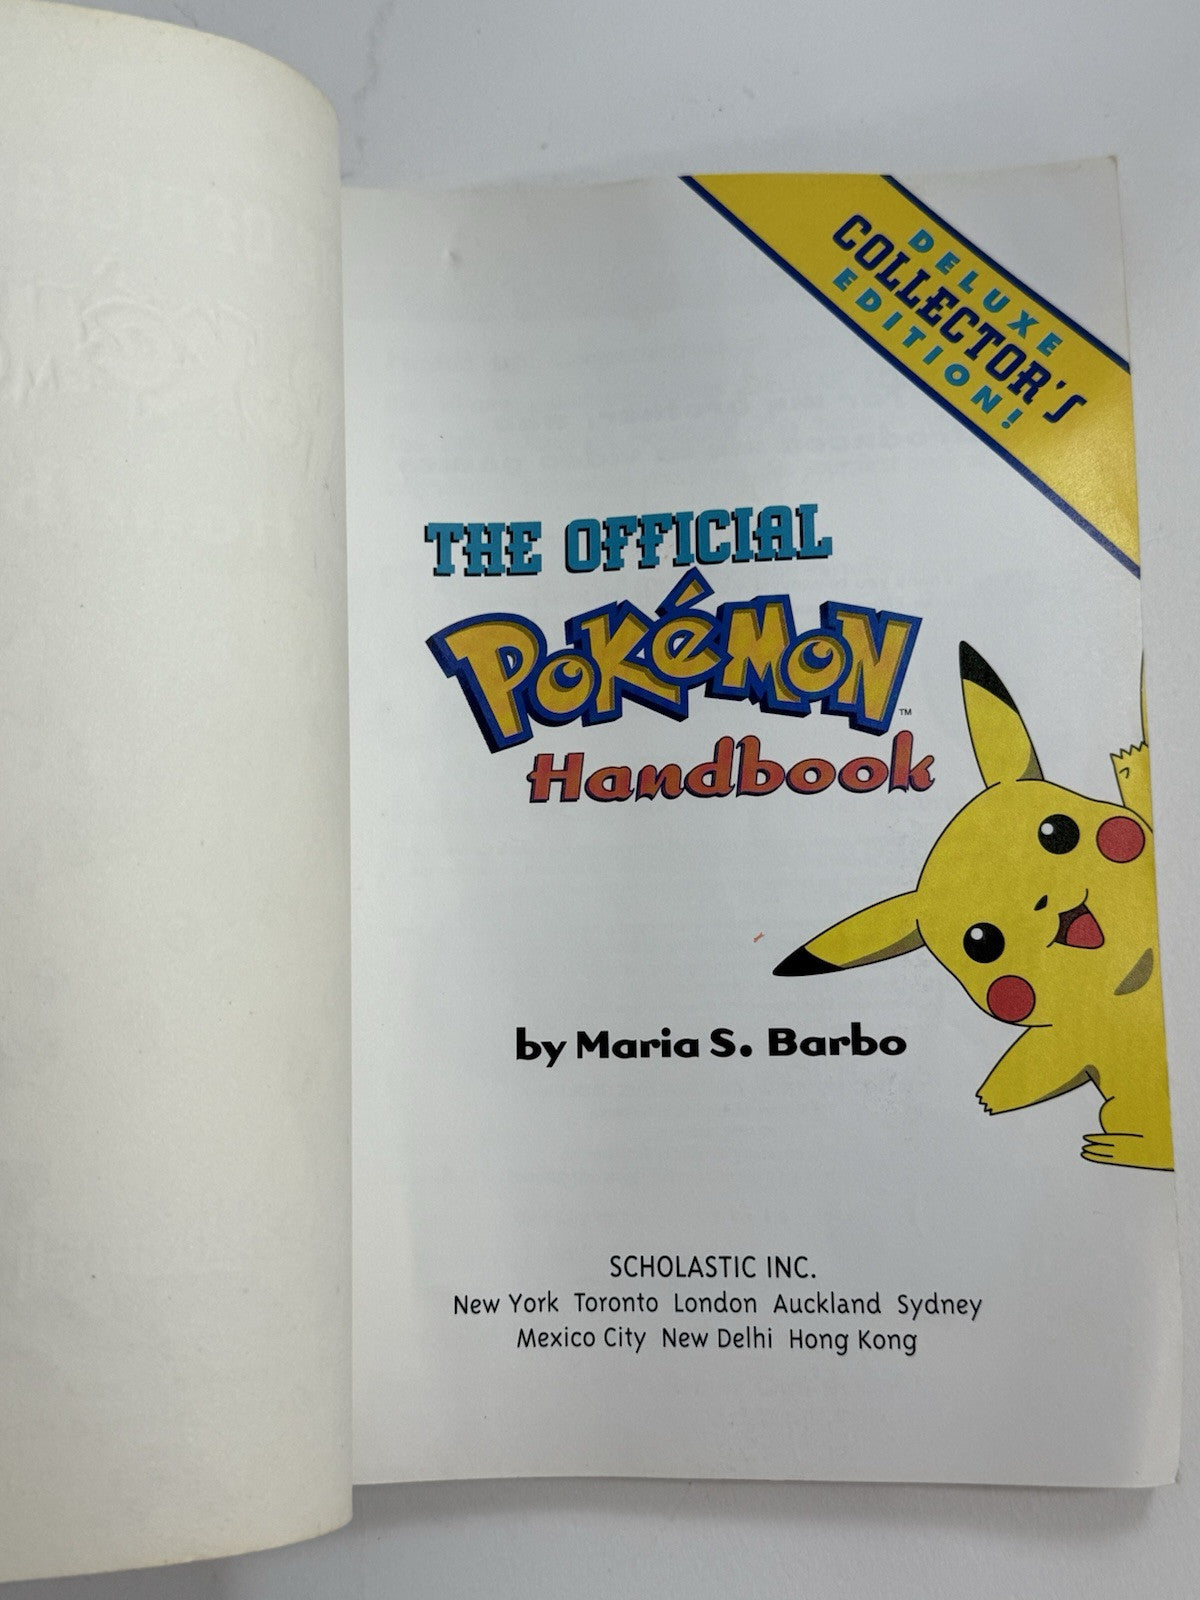 DELUXE
COLLECTOR'S
EDITION!
THE OFFICIAL
POKéMON™
Handbook
by Maria S. Barbo
SCHOLASTIC INC.
New York Toronto London Auckland Sydney
Mexico City New Delhi Hong Kong